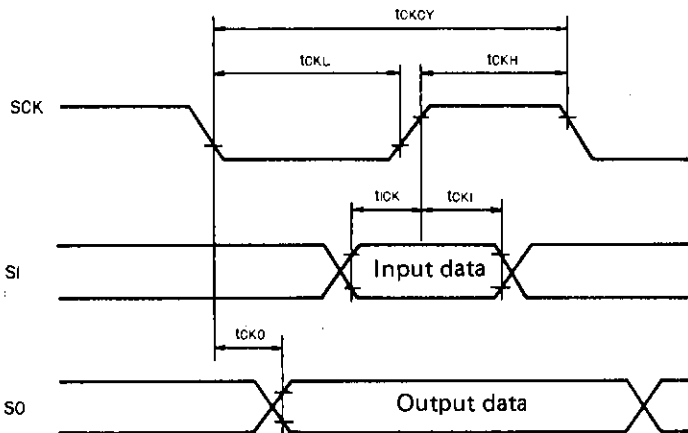 tCKCY
tCKL
tCKH
SCK
tICK
tCKI
SI
Input data
tCKO
SO
Output data